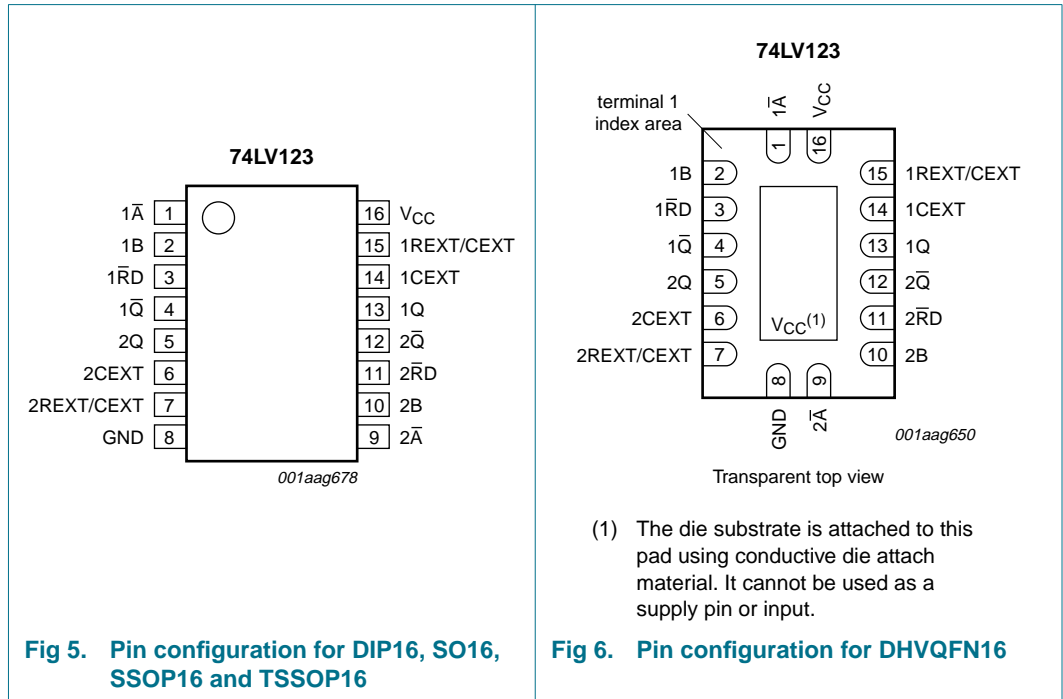 74LV123
1A̅ 1
1B 2
1R̅D 3
1Q̅ 4
2Q 5
2CEXT 6
2REXT/CEXT 7
GND 8
16 VCC
15 1REXT/CEXT
14 1CEXT
13 1Q
12 2Q̅
11 2R̅D
10 2B
9 2A̅
001aag678
Fig 5. Pin configuration for DIP16, SO16,
SSOP16 and TSSOP16
74LV123
terminal 1
index area
1A̅ 1
VCC 16
1B 2
1R̅D 3
1Q̅ 4
2Q 5
2CEXT 6
2REXT/CEXT 7
15 1REXT/CEXT
14 1CEXT
13 1Q
12 2Q̅
11 2R̅D
10 2B
VCC(1)
GND 8
2A̅ 9
001aag650
Transparent top view
(1) The die substrate is attached to this
pad using conductive die attach
material. It cannot be used as a
supply pin or input.
Fig 6. Pin configuration for DHVQFN16